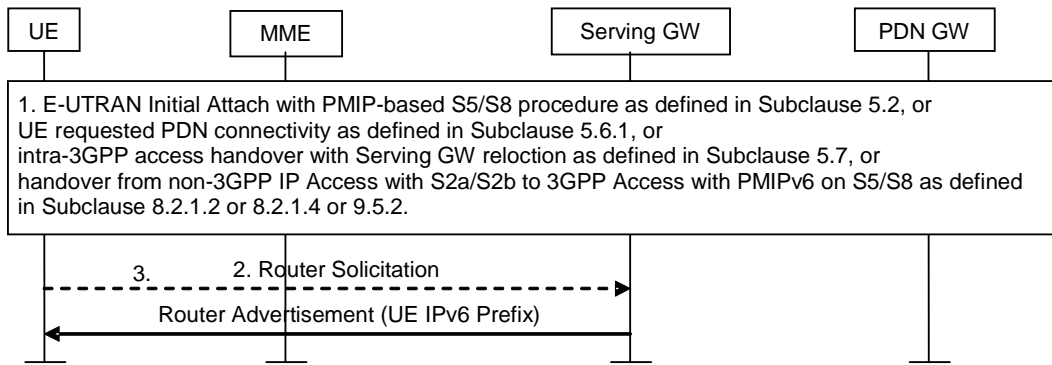 UE
MME
Serving GW
PDN GW
1. E-UTRAN Initial Attach with PMIP-based S5/S8 procedure as defined in Subclause 5.2, or
UE requested PDN connectivity as defined in Subclause 5.6.1, or
intra-3GPP access handover with Serving GW reloction as defined in Subclause 5.7, or
handover from non-3GPP IP Access with S2a/S2b to 3GPP Access with PMIPv6 on S5/S8 as defined
in Subclause 8.2.1.2 or 8.2.1.4 or 9.5.2.
3.
2. Router Solicitation
Router Advertisement (UE IPv6 Prefix)